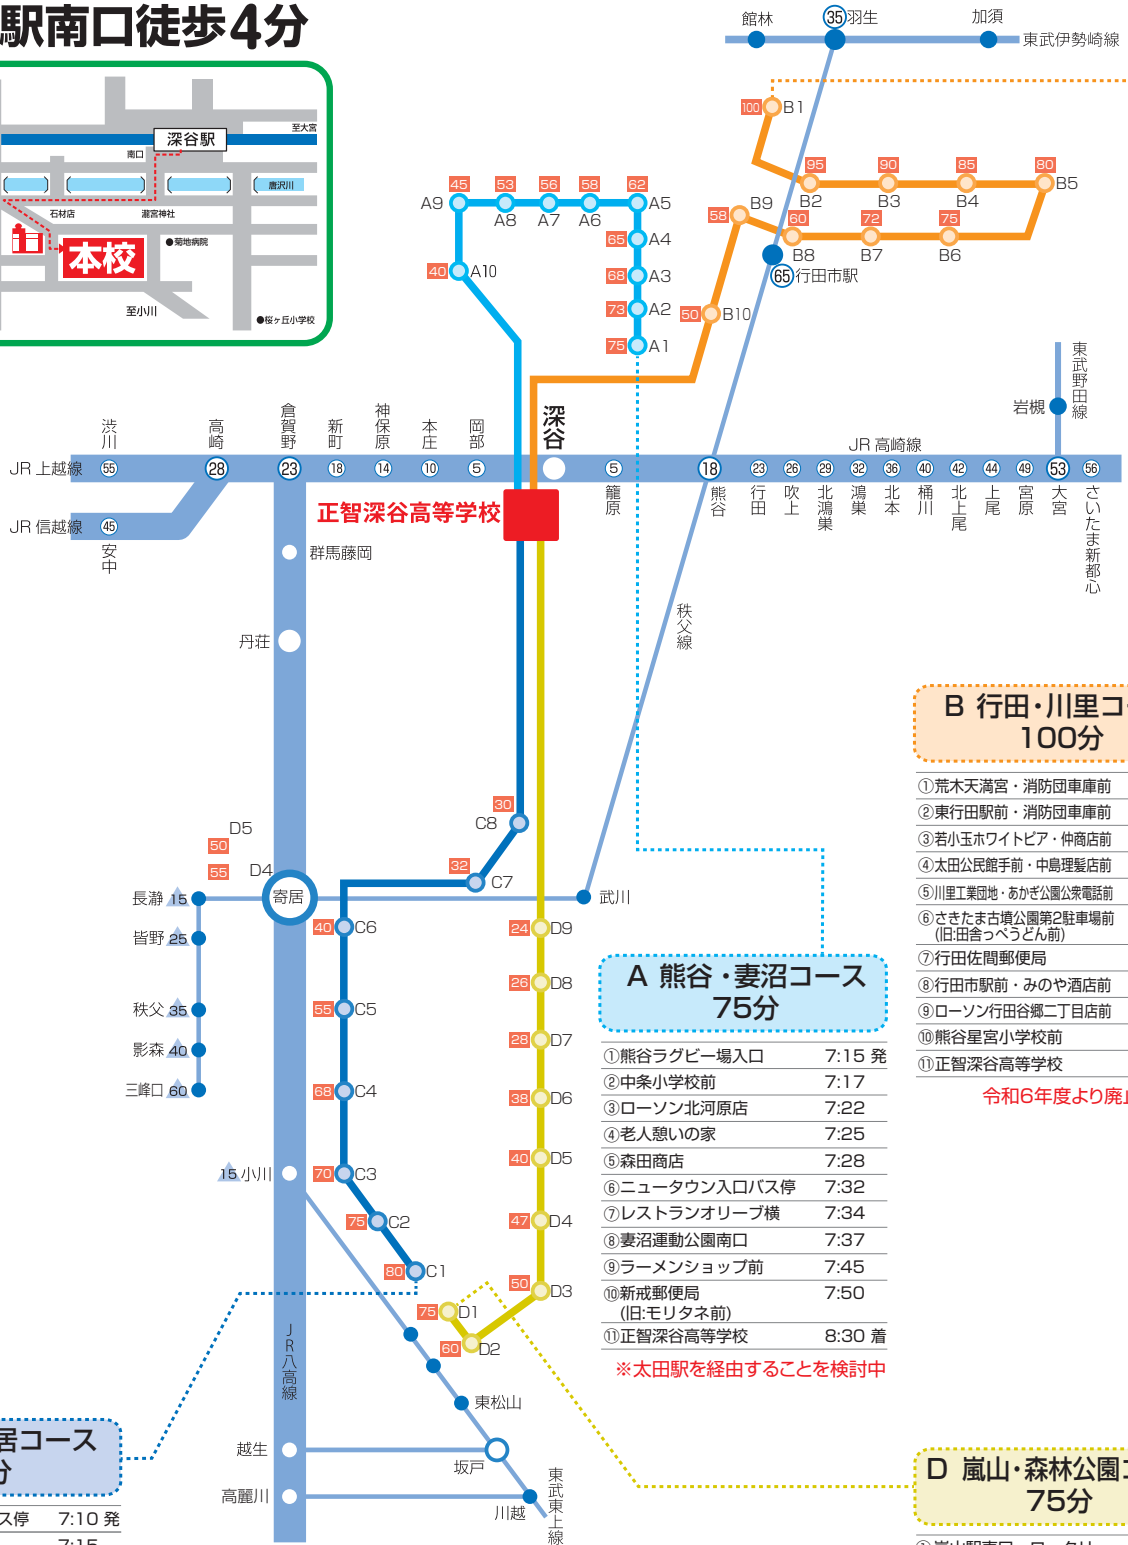 駅南口徒歩4分
至大宮
深谷駅
南口
唐沢川
石材店
瀧宮神社
本校
●菊地病院
至小川
●桜ヶ丘小学校
館林
35 羽生
加須
東武伊勢崎線
100 B1
95 B2
90 B3
85 B4
80 B5
58 B9
60 B8
72 B7
75 B6
65 行田市駅
50 B10
A9 45
53 A8
56 A7
58 A6
62 A5
65 A4
68 A3
73 A2
75 A1
40 A10
東武野田線
岩槻
JR 高崎線
JR 上越線
渋川 55
高崎 28
倉賀野 23
新町 18
神保原 14
本庄 10
岡部 5
深谷
5 籠原
18 熊谷
23 行田
26 吹上
29 北鴻巣
32 鴻巣
36 北本
40 桶川
42 北上尾
44 上尾
49 宮原
53 大宮
56 さいたま新都心
JR 信越線
45 安中
正智深谷高等学校
群馬藤岡
丹荘
秩父線
30 C8
32 C7
D5
50
55 D4
寄居
武川
長瀞 15
皆野 25
秩父 35
影森 40
三峰口 60
40 C6
55 C5
68 C4
70 C3
75 C2
80 C1
24 D9
26 D8
28 D7
38 D6
40 D5
47 D4
50 D3
75 D1
60 D2
15 小川
JR八高線
東松山
越生
坂戸
高麗川
川越
東武東上線
B 行田・川里コ
100分
①荒木天満宮・消防団車庫前
②東行田駅前・消防団車庫前
③若小玉ホワイトピア・仲商店前
④太田公民館手前・中島理髪店前
⑤川里工業団地・あかぎ公園公衆電話前
⑥さきたま古墳公園第2駐車場前
(旧:田舎っぺうどん前)
⑦行田佐間郵便局
⑧行田市駅前・みのや酒店前
⑨ローソン行田谷郷二丁目店前
⑩熊谷星宮小学校前
⑪正智深谷高等学校
令和6年度より廃止
A 熊谷・妻沼コース
75分
①熊谷ラグビー場入口 7:15 発
②中条小学校前 7:17
③ローソン北河原店 7:22
④老人憩いの家 7:25
⑤森田商店 7:28
⑥ニュータウン入口バス停 7:32
⑦レストランオリーブ横 7:34
⑧妻沼運動公園南口 7:37
⑨ラーメンショップ前 7:45
⑩新戒郵便局 7:50
(旧:モリタネ前)
⑪正智深谷高等学校 8:30 着
※太田駅を経由することを検討中
居コース
分
ス停 7:10 発
7:15
D 嵐山・森林公園コ
75分
①嵐山駅東口 ロータリー